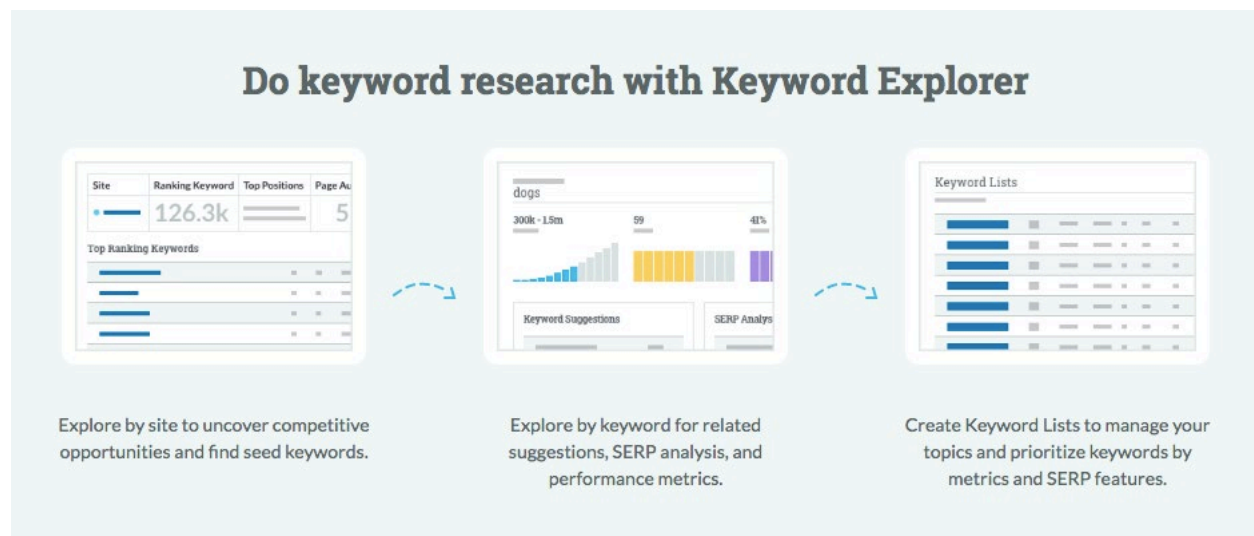 Do keyword research with Keyword Explorer
Site Ranking Keyword Top Positions Page Au
126.3k 5
Top Ranking Keywords
dogs
300k - 1.5m 59 41%
Keyword Suggestions SERP Analys
Keyword Lists
Explore by site to uncover competitive
opportunities and find seed keywords.
Explore by keyword for related
suggestions, SERP analysis, and
performance metrics.
Create Keyword Lists to manage your
topics and prioritize keywords by
metrics and SERP features.